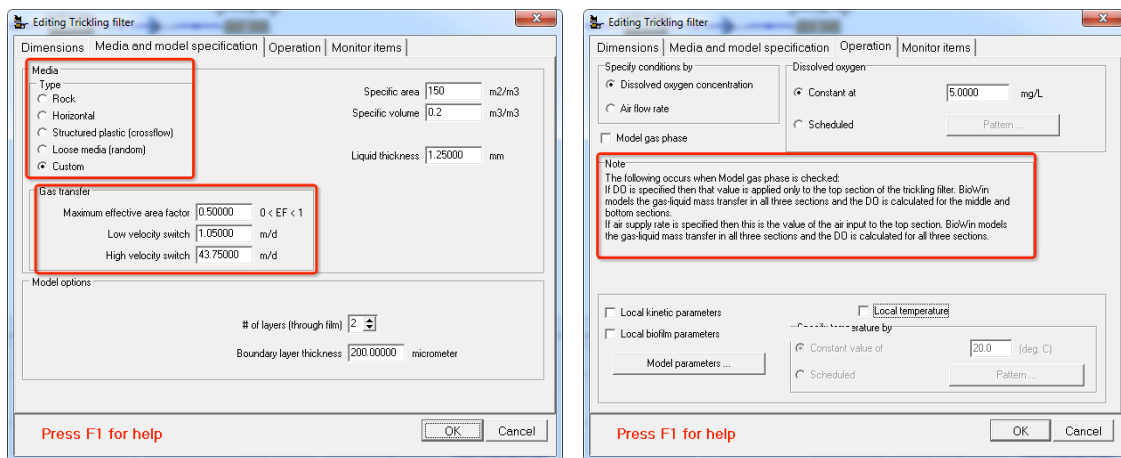 Editing Trickling filter
Dimensions Media and model specification Operation Monitor items
Media
Type
Rock
Horizontal
Structured plastic (crossflow)
Loose media (random)
Custom
Specific area 150 m2/m3
Specific volume 0.2 m3/m3
Liquid thickness 1.25000 mm
Gas transfer
Maximum effective area factor 0.50000 0 < EF < 1
Low velocity switch 1.05000 m/d
High velocity switch 43.75000 m/d
Model options
# of layers (through film) 2
Boundary layer thickness 200.00000 micrometer
Press F1 for help
OK Cancel
Editing Trickling filter
Dimensions Media and model specification Operation Monitor items
Specify conditions by
Dissolved oxygen concentration
Air flow rate
Model gas phase
Dissolved oxygen
Constant at 5.0000 mg/L
Scheduled Pattern ...
Note
The following occurs when Model gas phase is checked:
If DO is specified then that value is applied only to the top section of the trickling filter. BioWin
models the gas-liquid mass transfer in all three sections and the DO is calculated for the middle and
bottom sections.
If air supply rate is specified then this is the value of the air input to the top section. BioWin models
the gas-liquid mass transfer in all three sections and the DO is calculated for all three sections.
Local kinetic parameters
Local biofilm parameters
Model parameters ...
Local temperature
Specify temperature by
Constant value of 20.0 (deg. C)
Scheduled Pattern ...
Press F1 for help
OK Cancel